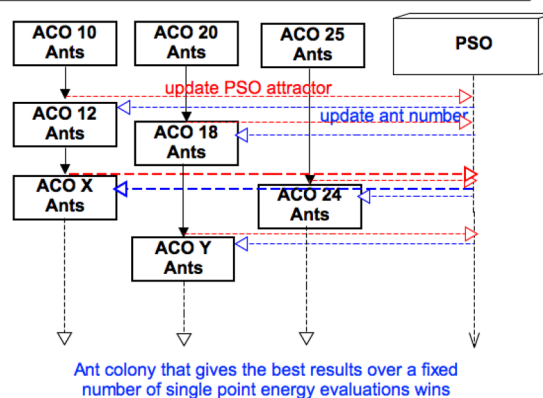 ACO 10
Ants
ACO 20
Ants
ACO 25
Ants
PSO
update PSO attractor
ACO 12
Ants
update ant number
ACO 18
Ants
ACO X
Ants
ACO 24
Ants
ACO Y
Ants
Ant colony that gives the best results over a fixed
number of single point energy evaluations wins